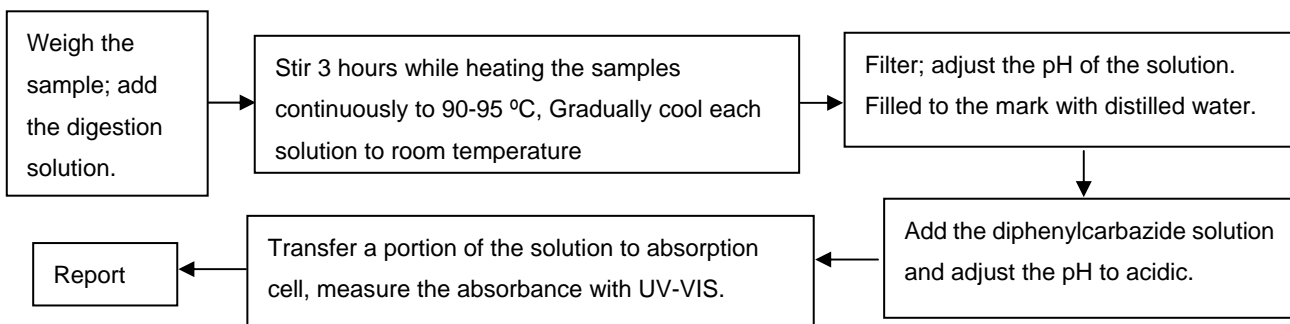 Weigh the
sample; add
the digestion
solution.
Stir 3 hours while heating the samples
continuously to 90-95 ºC, Gradually cool each
solution to room temperature
Filter; adjust the pH of the solution.
Filled to the mark with distilled water.
Add the diphenylcarbazide solution
and adjust the pH to acidic.
Transfer a portion of the solution to absorption
cell, measure the absorbance with UV-VIS.
Report